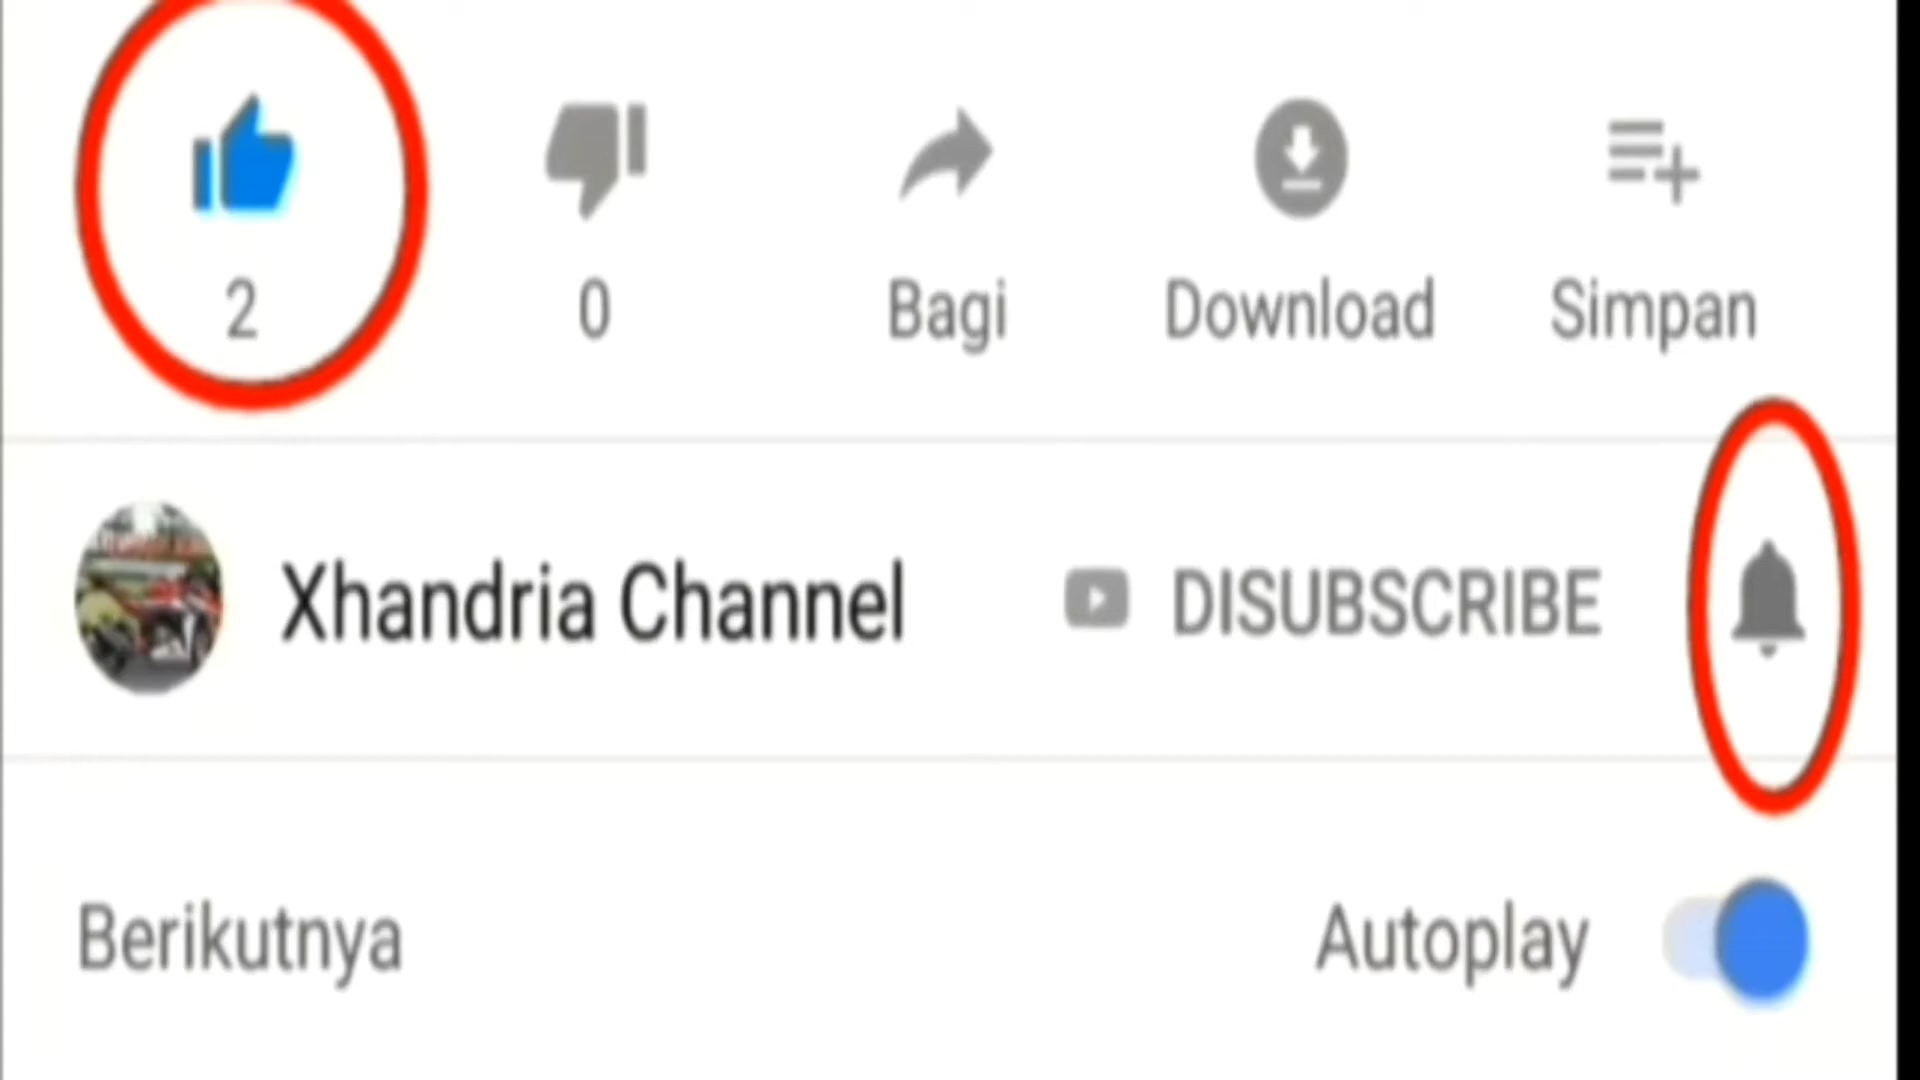 2 0 Bagi Download Simpan
Xhandria Channel DISUBSCRIBE
Berikutnya Autoplay